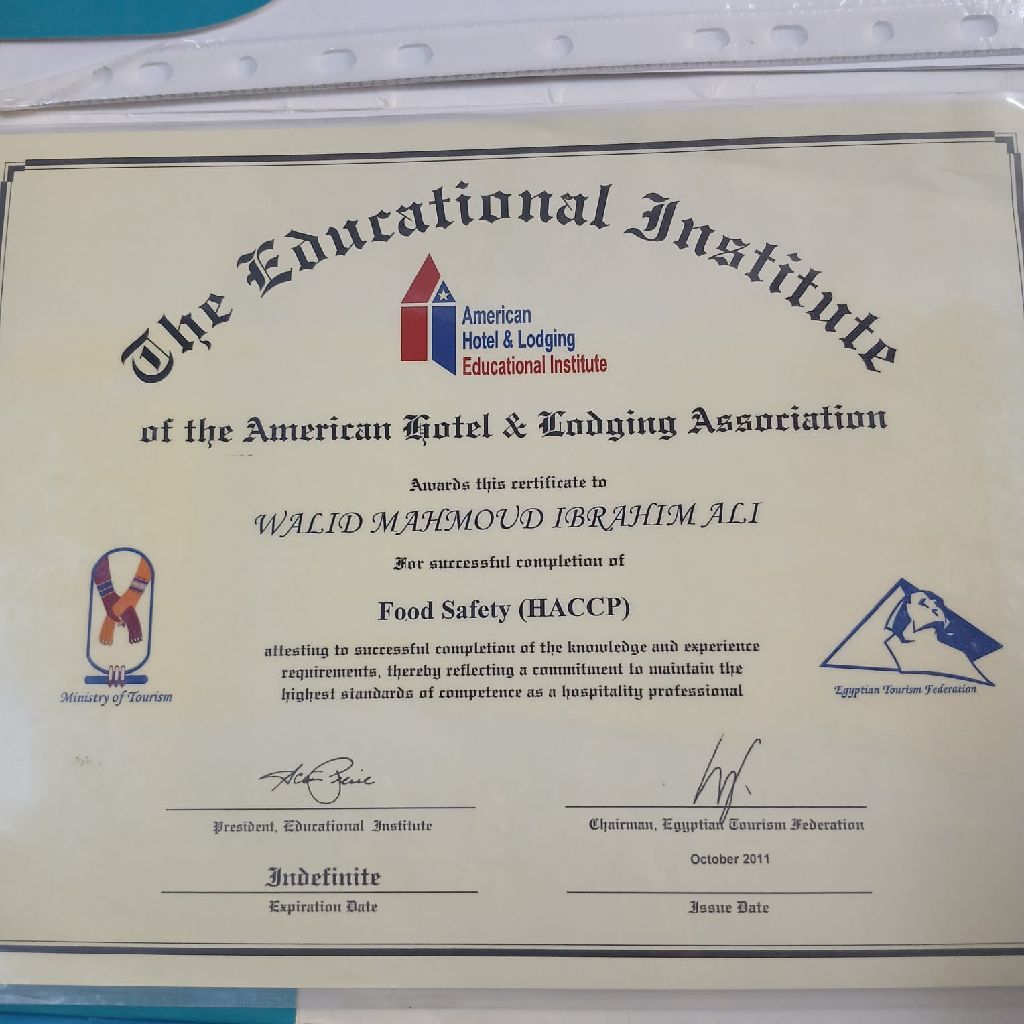 The Educational Institute
American
Hotel & Lodging
Educational Institute
of the American Hotel & Lodging Association
Awards this certificate to
WALID MAHMOUD IBRAHIM ALI
For successful completion of
Food Safety (HACCP)
attesting to successful completion of the knowledge and experience
requirements, thereby reflecting a commitment to maintain the
highest standards of competence as a hospitality professional
Ministry of Tourism
Egyptian Tourism Federation
President, Educational Institute
Chairman, Egyptian Tourism Federation
October 2011
Indefinite
Expiration Date
Issue Date